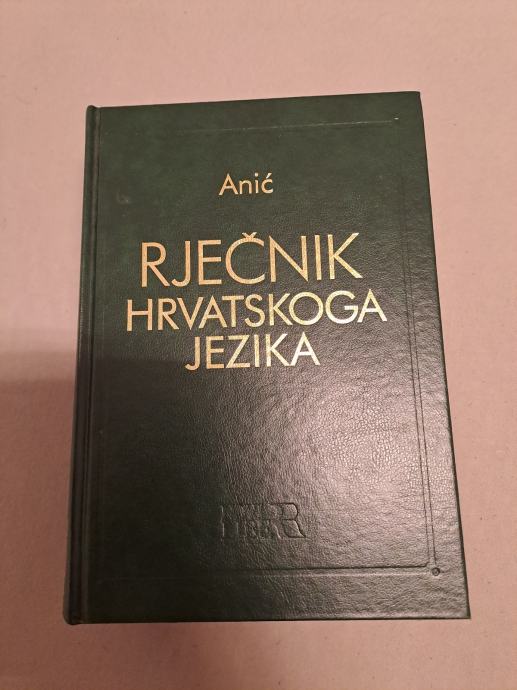 Anić
RJEČNIK
HRVATSKOGA
JEZIKA